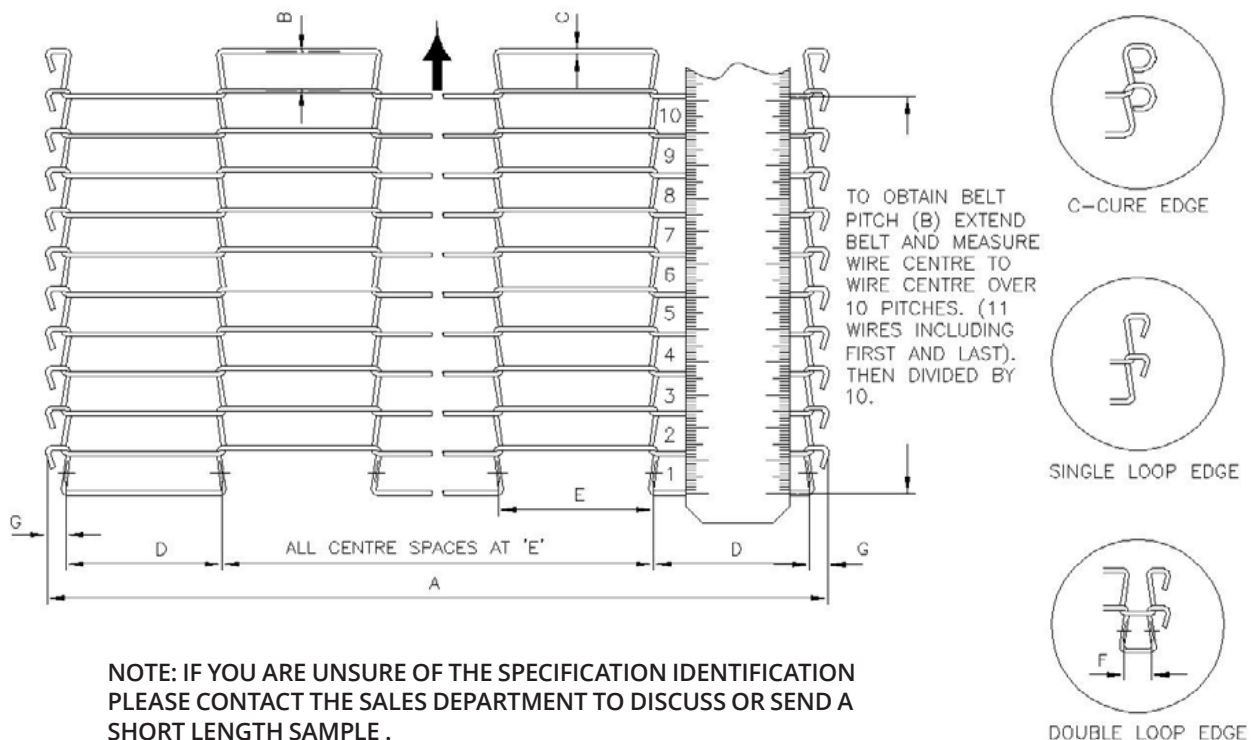 B
C
10
9
8
7
6
5
4
3
2
1
TO OBTAIN BELT
PITCH (B) EXTEND
BELT AND MEASURE
WIRE CENTRE TO
WIRE CENTRE OVER
10 PITCHES. (11
WIRES INCLUDING
FIRST AND LAST).
THEN DIVIDED BY
10.
E
G
D
ALL CENTRE SPACES AT 'E'
D
G
A
C-CURE EDGE
SINGLE LOOP EDGE
F
DOUBLE LOOP EDGE
NOTE: IF YOU ARE UNSURE OF THE SPECIFICATION IDENTIFICATION
PLEASE CONTACT THE SALES DEPARTMENT TO DISCUSS OR SEND A
SHORT LENGTH SAMPLE .